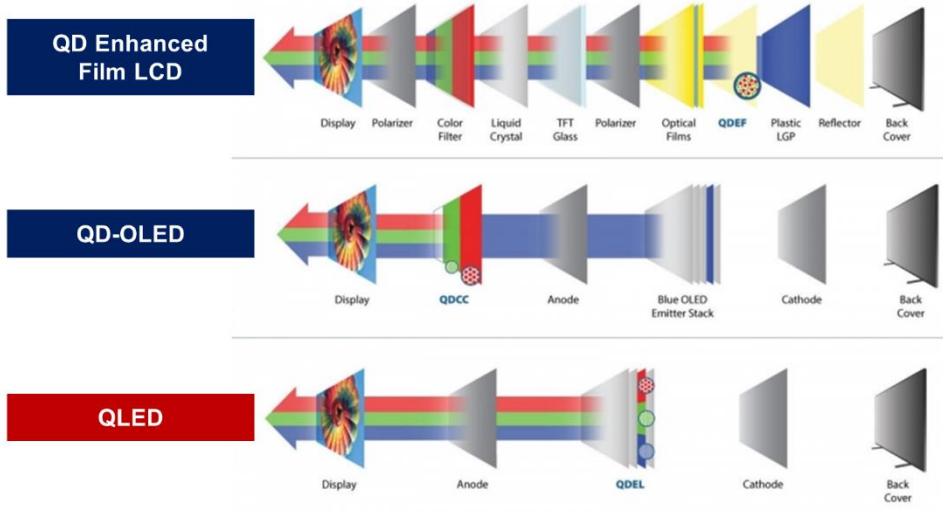 QD Enhanced
Film LCD
Display
Polarizer
Color
Filter
Liquid
Crystal
TFT
Glass
Polarizer
Optical
Films
QDEF
Plastic
LGP
Reflector
Back
Cover
QD-OLED
Display
QDCC
Anode
Blue OLED
Emitter Stack
Cathode
Back
Cover
QLED
Display
Anode
QDEL
Cathode
Back
Cover